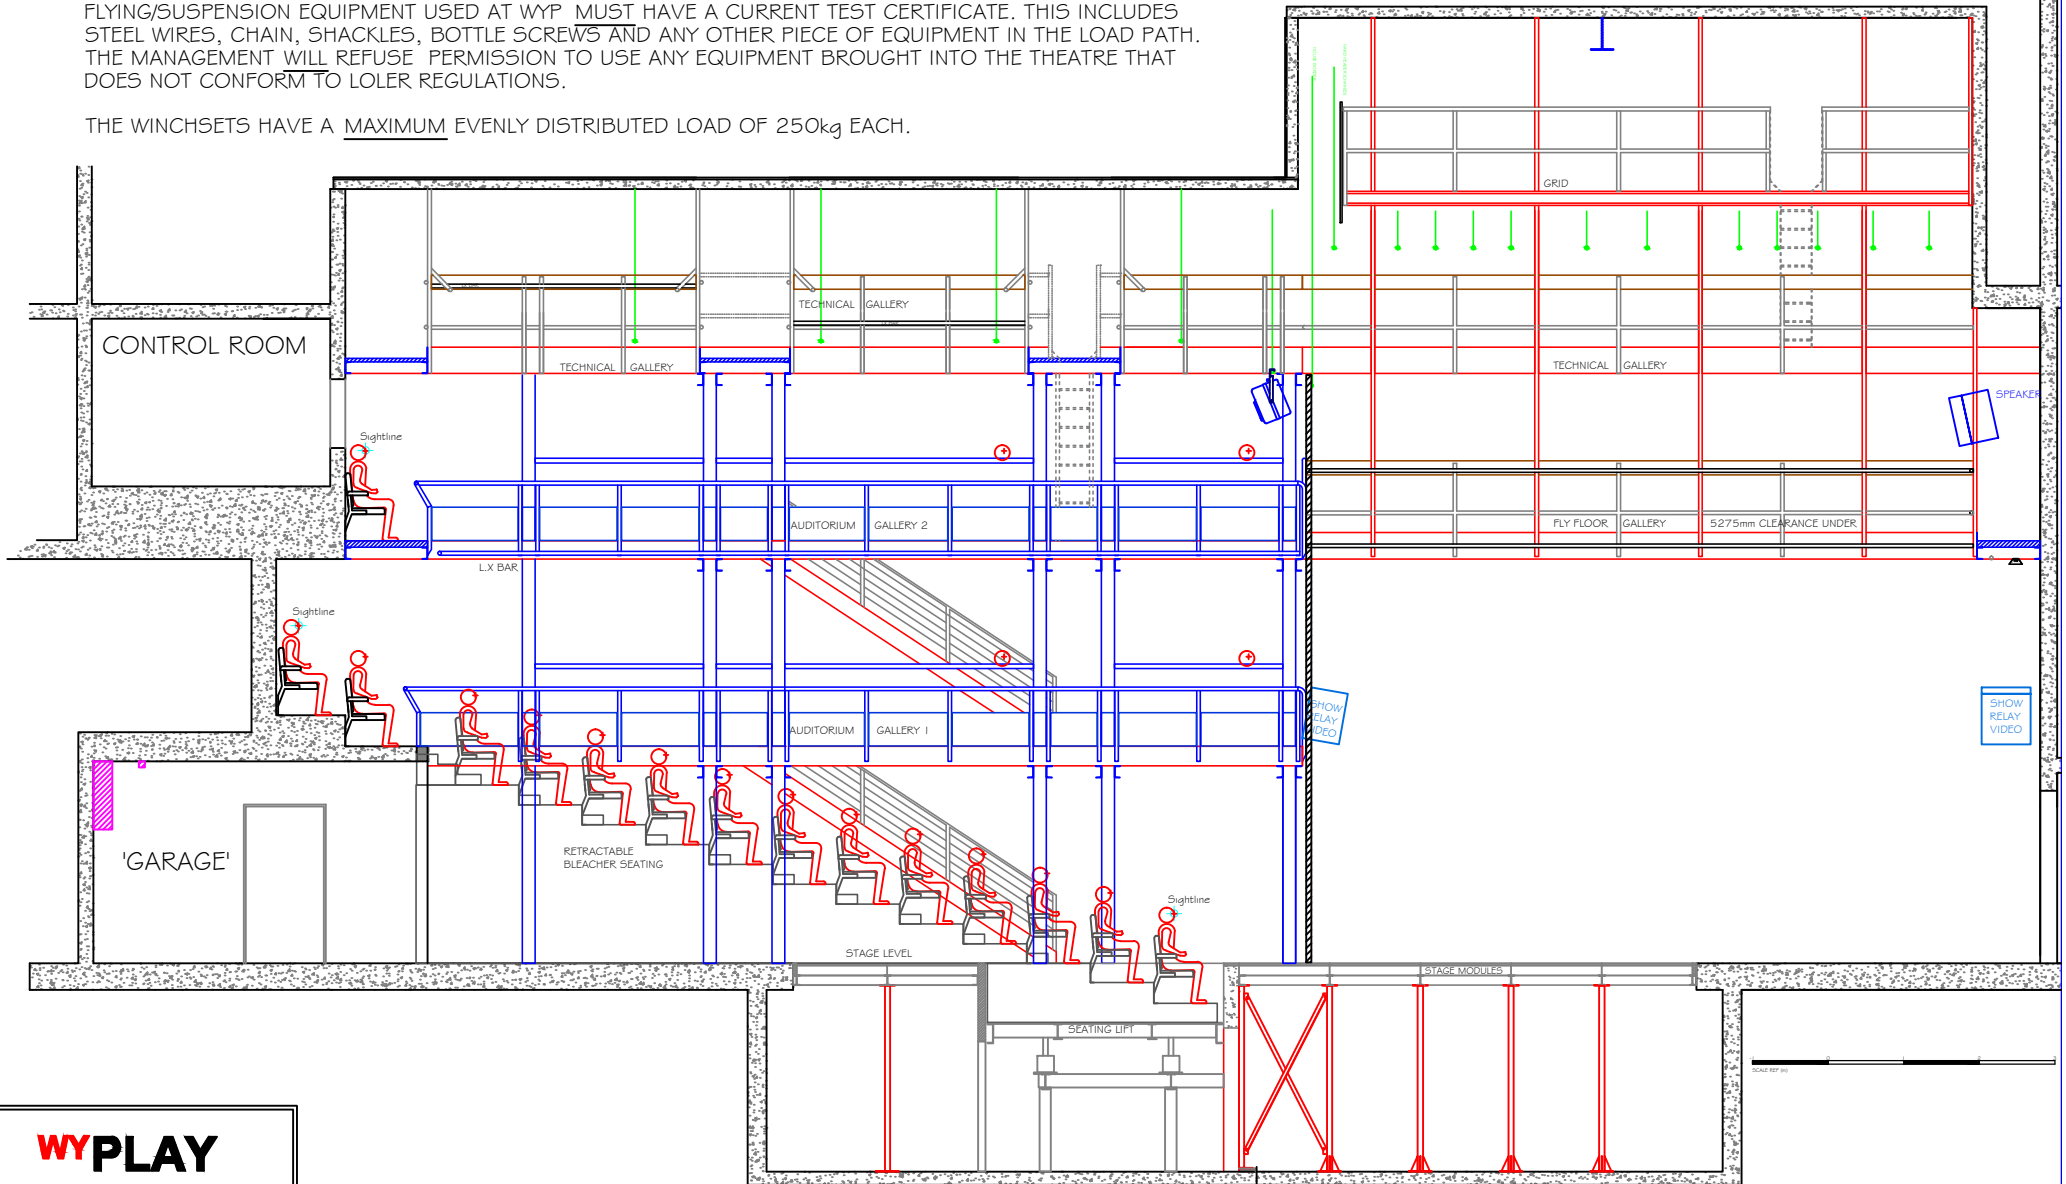 FLYING/SUSPENSION EQUIPMENT USED AT WYP MUST HAVE A CURRENT TEST CERTIFICATE. THIS INCLUDES
STEEL WIRES, CHAIN, SHACKLES, BOTTLE SCREWS AND ANY OTHER PIECE OF EQUIPMENT IN THE LOAD PATH.
THE MANAGEMENT WILL REFUSE PERMISSION TO USE ANY EQUIPMENT BROUGHT INTO THE THEATRE THAT
DOES NOT CONFORM TO LOLER REGULATIONS.
THE WINCHSETS HAVE A MAXIMUM EVENLY DISTRIBUTED LOAD OF 250kg EACH.
GRID
TECHNICAL GALLERY
CONTROL ROOM
TECHNICAL GALLERY
TECHNICAL GALLERY
SPEAKER
Sightline
AUDITORIUM GALLERY 2
FLY FLOOR GALLERY 5275mm CLEARANCE UNDER
L.X BAR
Sightline
SHOW
RELAY
VIDEO
SHOW
RELAY
VIDEO
AUDITORIUM GALLERY 1
RETRACTABLE
BLEACHER SEATING
'GARAGE'
Sightline
STAGE LEVEL
STAGE MODULES
SEATING LIFT
SCALE REF (m)
WYPLAY